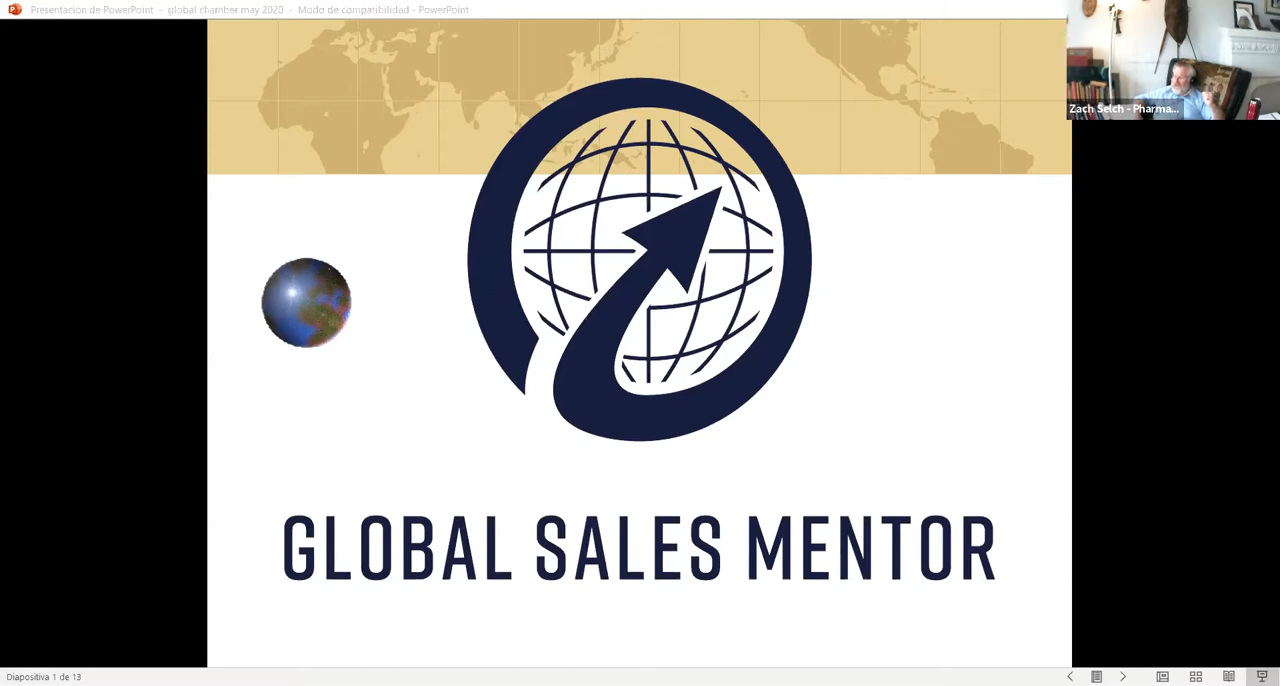 Presentación de PowerPoint - global chamber may 2020 - Modo de compatibilidad - PowerPoint
Zach Selch - Pharma...
GLOBAL SALES MENTOR
Diapositiva 1 de 13